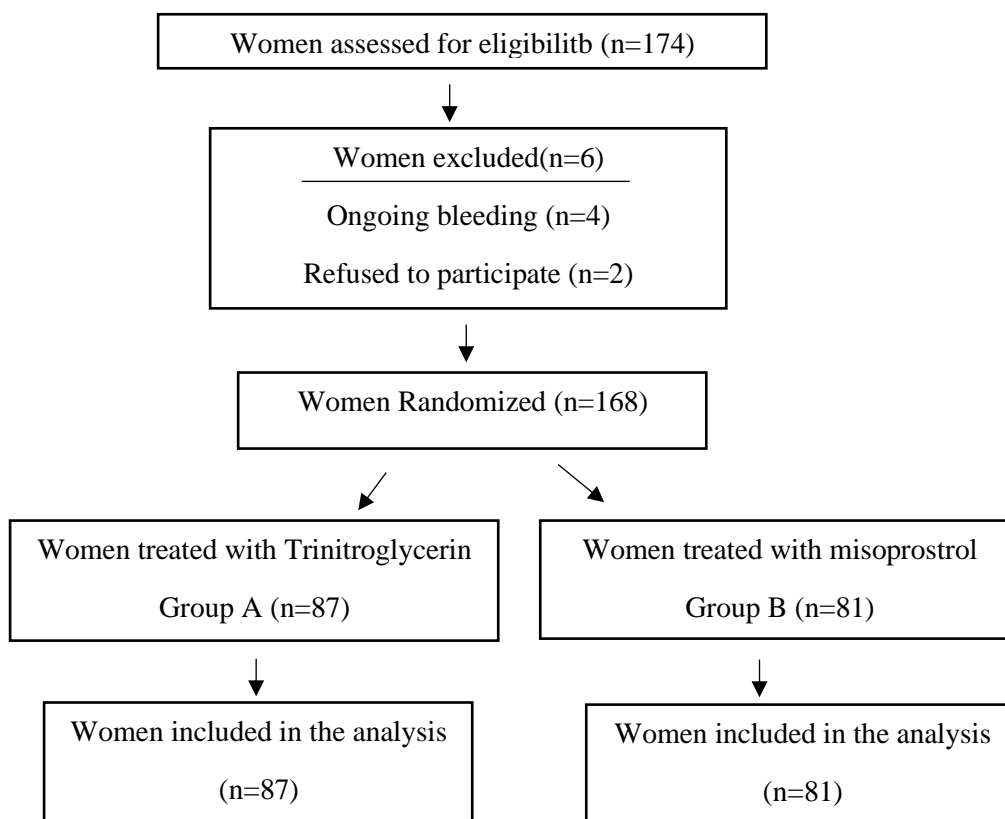 Women assessed for eligibilitb (n=174)
Women excluded(n=6)
Ongoing bleeding (n=4)
Refused to participate (n=2)
Women Randomized (n=168)
Women treated with Trinitroglycerin
Group A (n=87)
Women treated with misoprostrol
Group B (n=81)
Women included in the analysis
(n=87)
Women included in the analysis
(n=81)